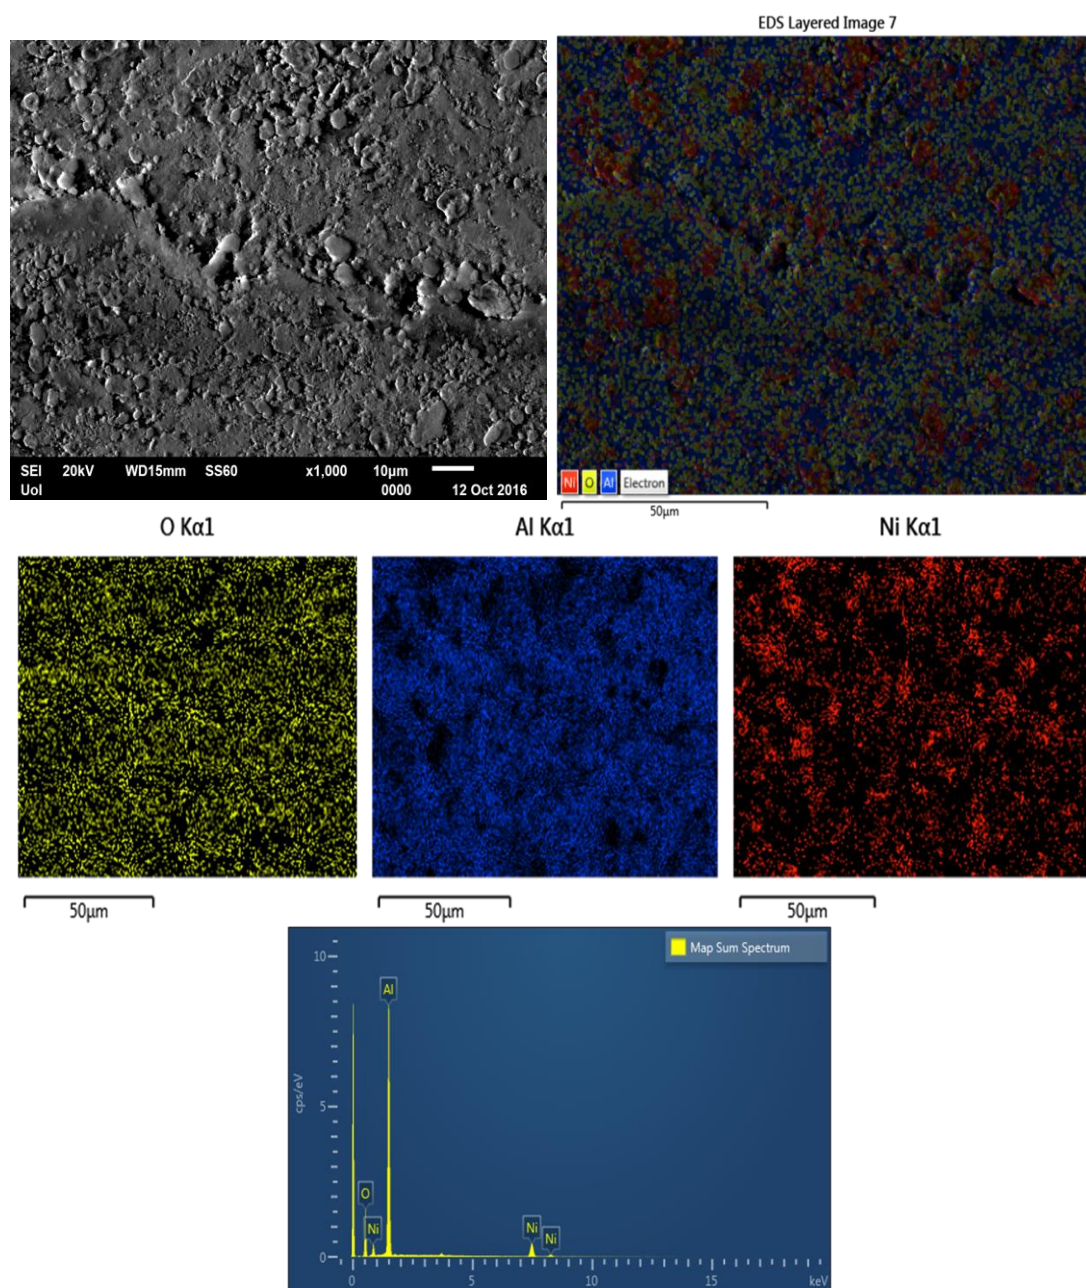 EDS Layered Image 7
SEI 20kV WD15mm SS60 x1,000 10µm
UoI 0000 12 Oct 2016
Ni O Al Electron
50µm
O Kα1 Al Kα1 Ni Kα1
50µm 50µm 50µm
Map Sum Spectrum
10
Al
cps/eV
5
O
Ni
Ni
Ni
0
0 5 10 15 keV